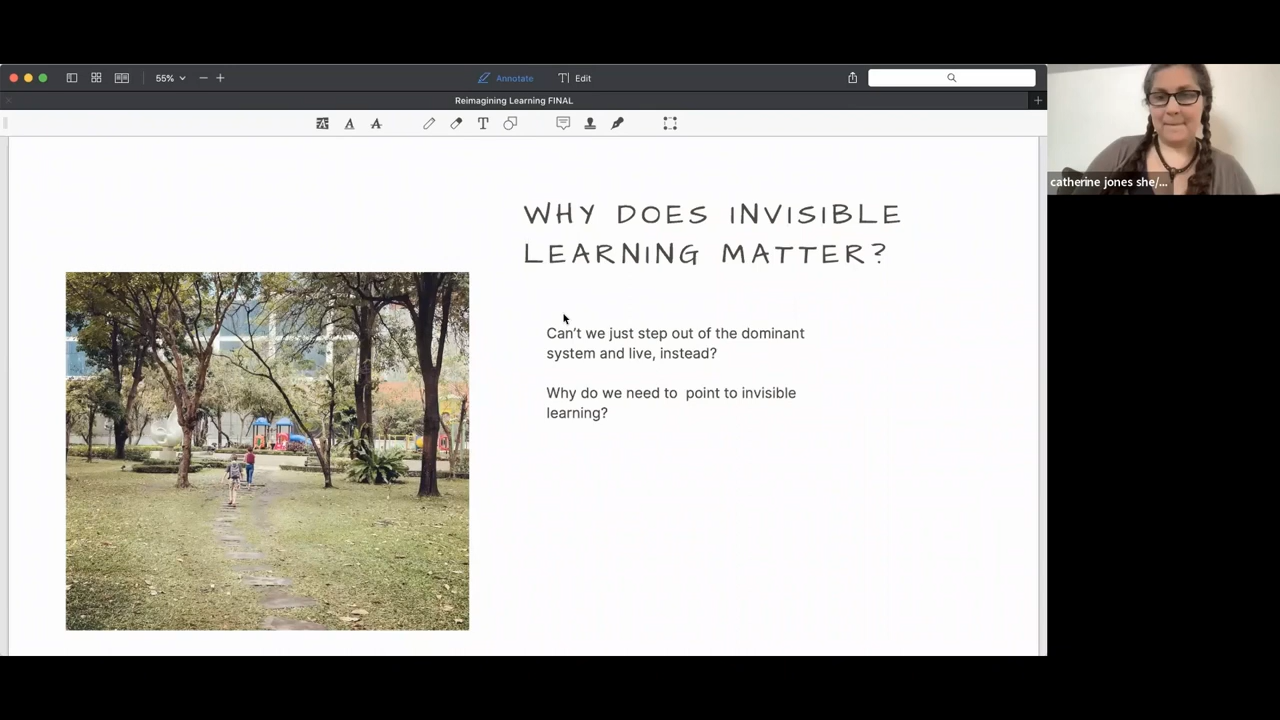 55%
Annotate
Edit
Reimagining Learning FINAL
WHY DOES INVISIBLE
LEARNING MATTER?
Can't we just step out of the dominant
system and live, instead?
Why do we need to  point to invisible
learning?
catherine jones she/...